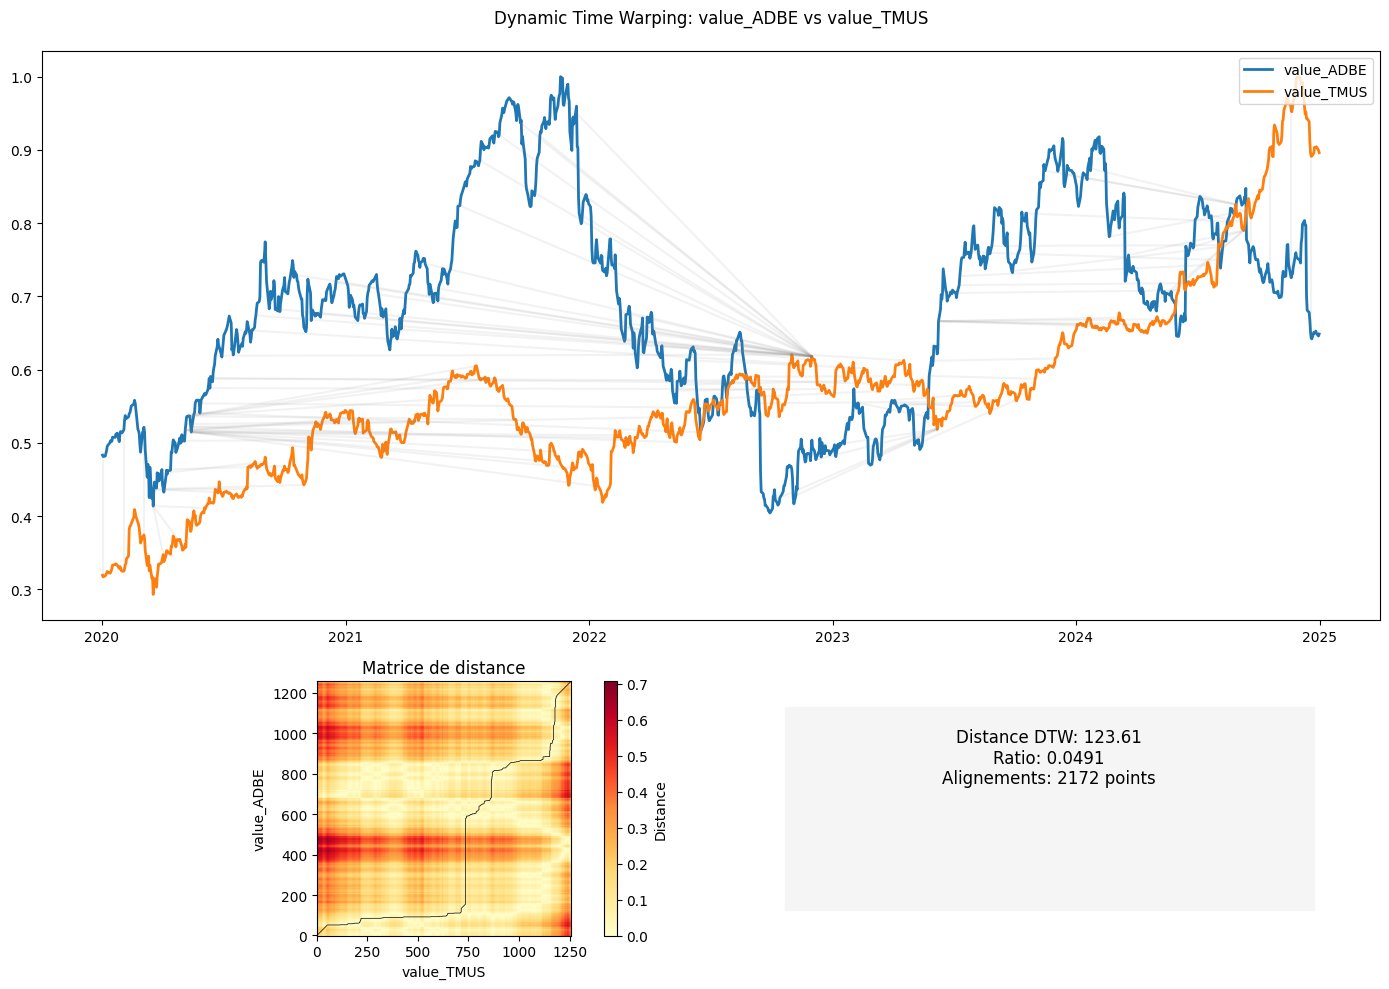 Dynamic Time Warping: value_ADBE vs value_TMUS
value_ADBE
value_TMUS
1.0
0.9
0.8
0.7
0.6
0.5
0.4
0.3
2020 2021 2022 2023 2024 2025
Matrice de distance
value_ADBE
1200
1000
800
600
400
200
0
0 250 500 750 1000 1250
value_TMUS
0.7
0.6
0.5
0.4
0.3
0.2
0.1
0.0
Distance
Distance DTW: 123.61
Ratio: 0.0491
Alignements: 2172 points